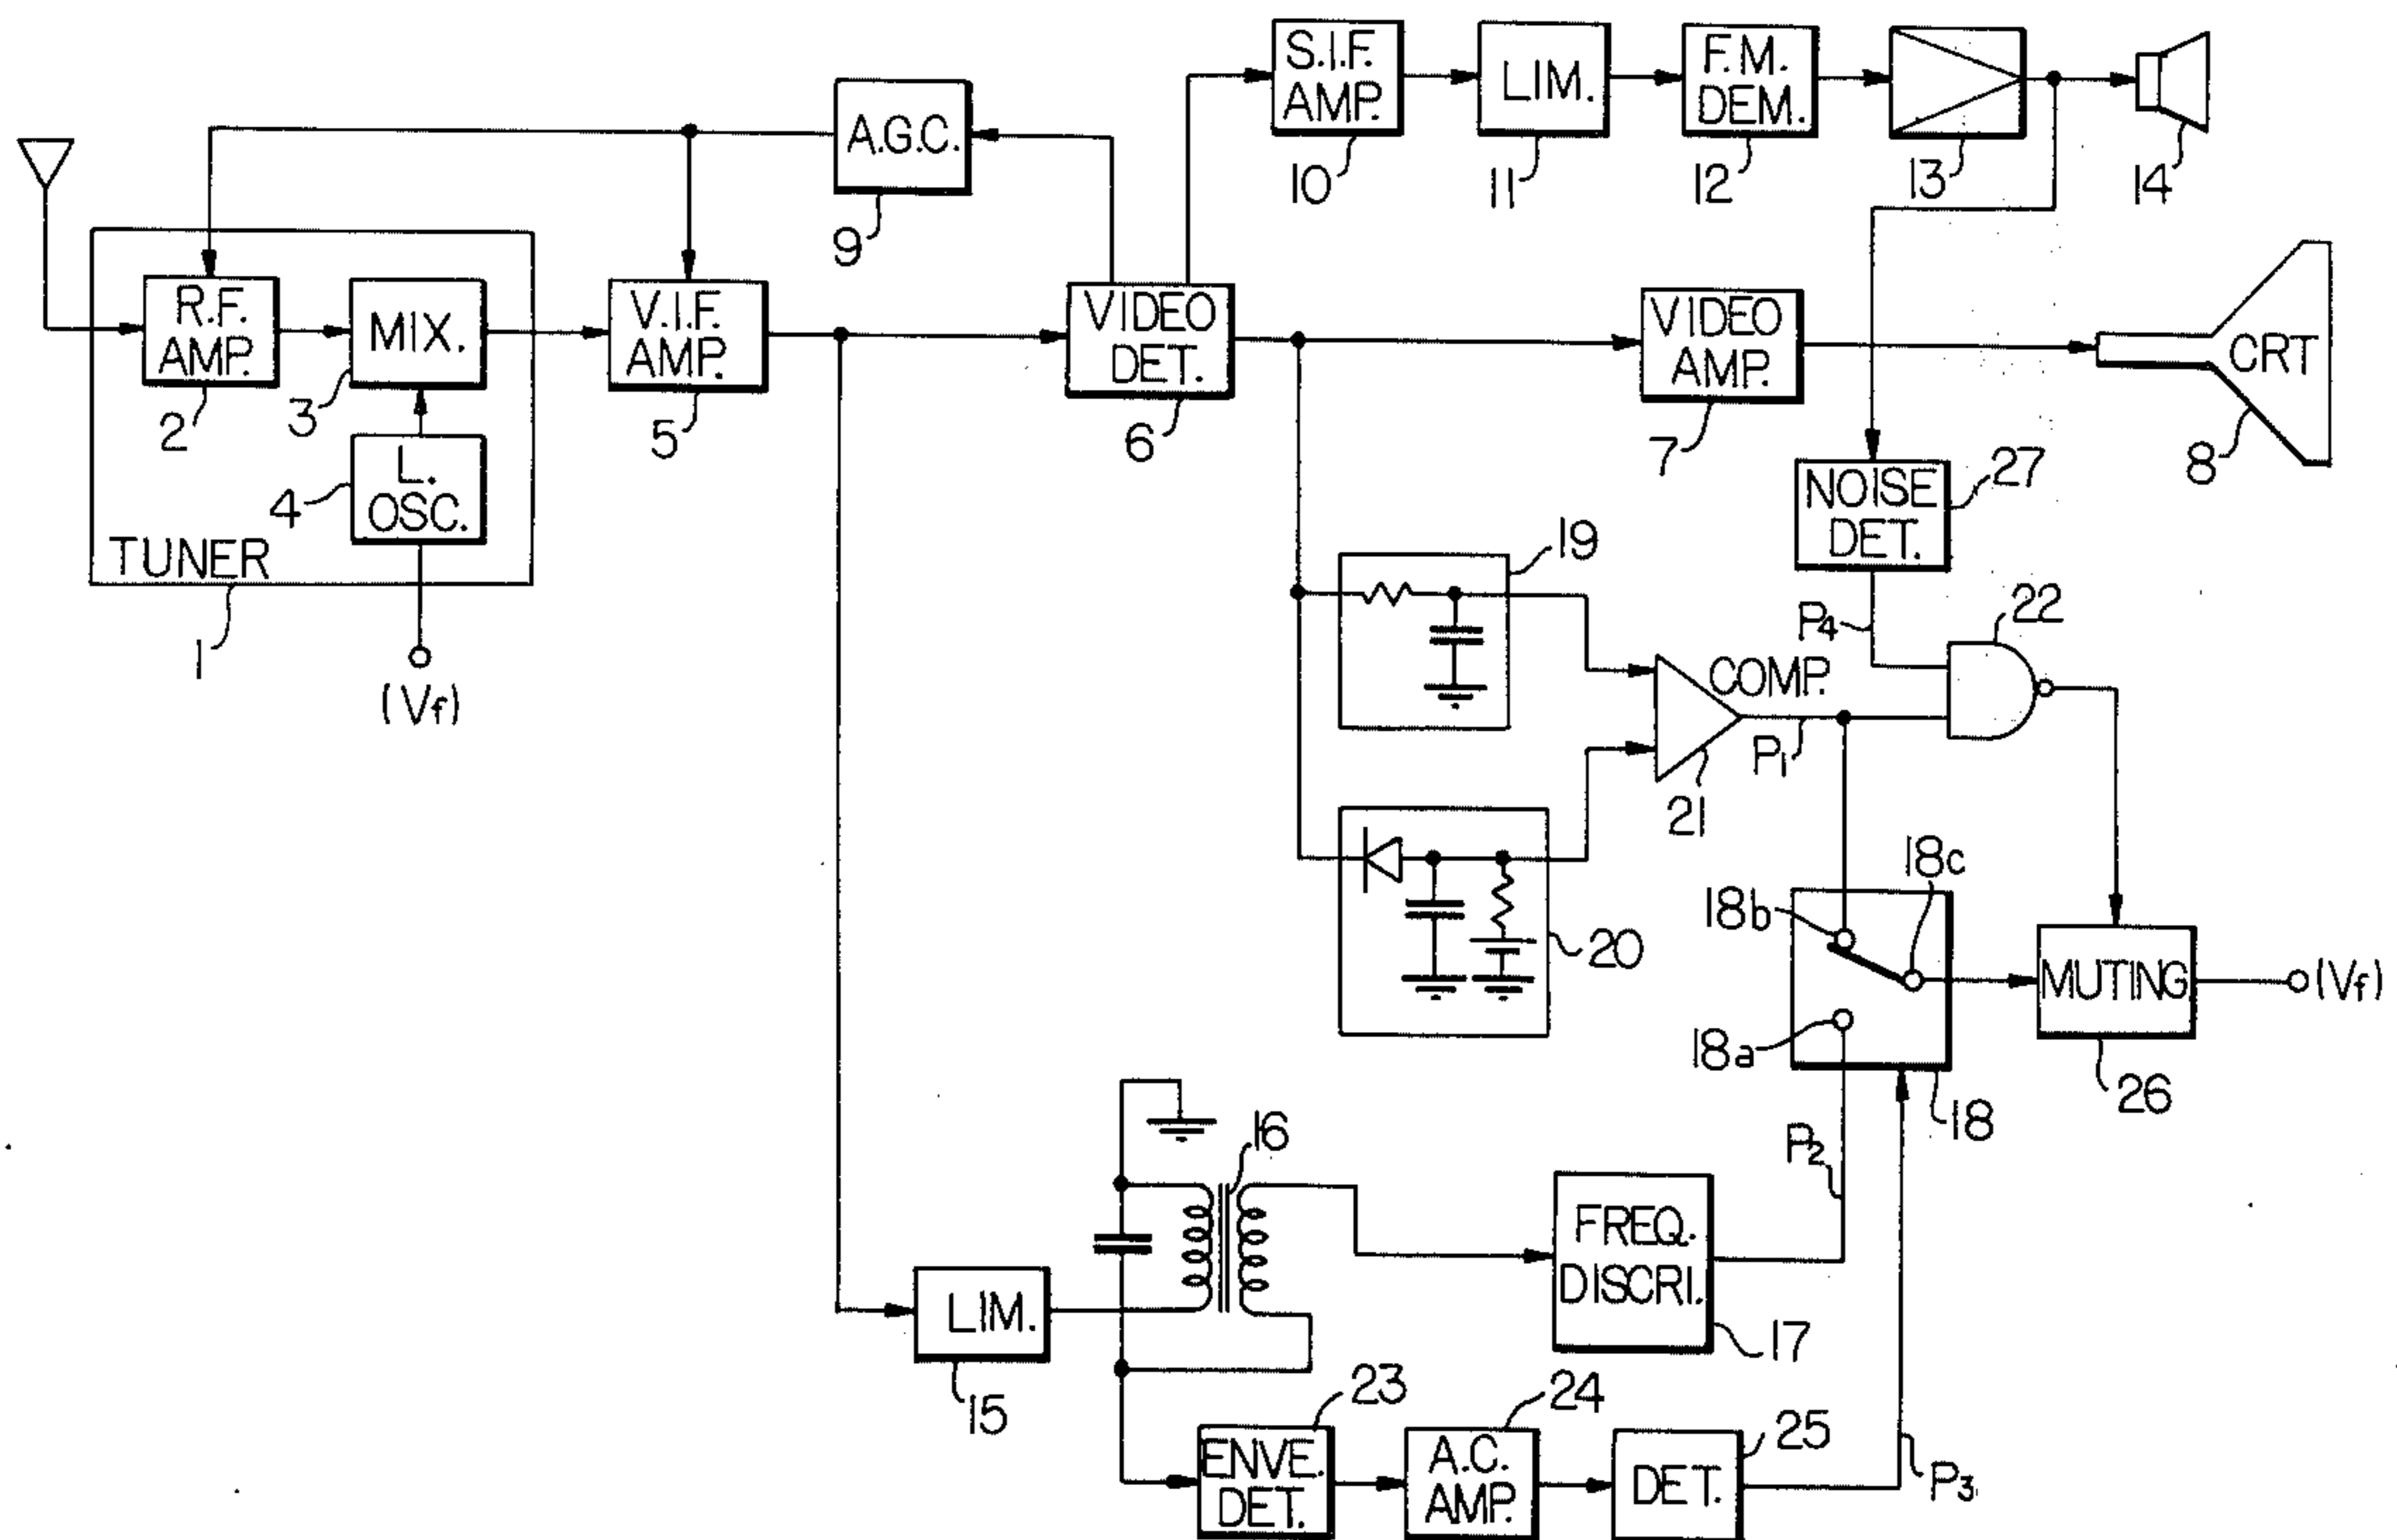 S.I.F.
AMP.
10
LIM.
11
F.M.
DEM.
12
13
14
A.G.C.
9
R.F.
AMP.
2
MIX.
3
L.
OSC.
4
TUNER
1
(Vf)
V.I.F.
AMP.
5
VIDEO
DET.
6
VIDEO
AMP.
7
CRT
8
NOISE
DET.
27
P4
22
19
COMP.
P1
21
20
18b
18c
18a
18
MUTING
26
(Vf)
P2
16
FREQ.
DISCRI.
17
LIM.
15
ENVE.
DET.
23
A.C.
AMP.
24
DET.
25
P3